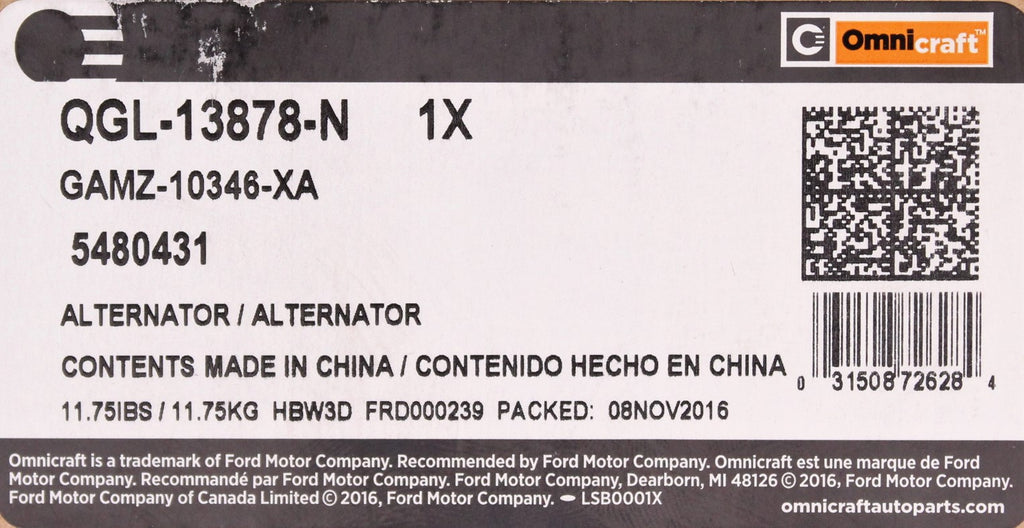 Omnicraft™
QGL-13878-N 1X
GAMZ-10346-XA
5480431
ALTERNATOR / ALTERNATOR
CONTENTS MADE IN CHINA / CONTENIDO HECHO EN CHINA
11.75IBS / 11.75KG HBW3D FRD000239 PACKED: 08NOV2016
0 31508 72628 4
Omnicraft is a trademark of Ford Motor Company. Recommended by Ford Motor Company. Omnicraft est une marque de Ford
Motor Company. Recommandé par Ford Motor Company. Ford Motor Company, Dearborn, MI 48126 © 2016, Ford Motor Company.
Ford Motor Company of Canada Limited © 2016, Ford Motor Company. LSB0001X
omnicraftautoparts.com